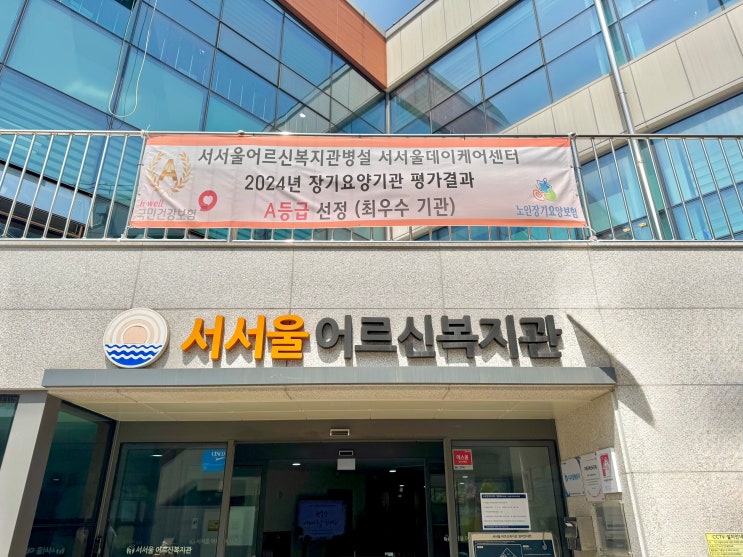 서서울어르신복지관병설 서서울데이케어센터
2024년 장기요양기관 평가결과
A등급 선정 (최우수 기관)
A
h-well
국민건강보험
노인장기요양보험
서서울어르신복지관
서서울 어르신복지관
CCTV